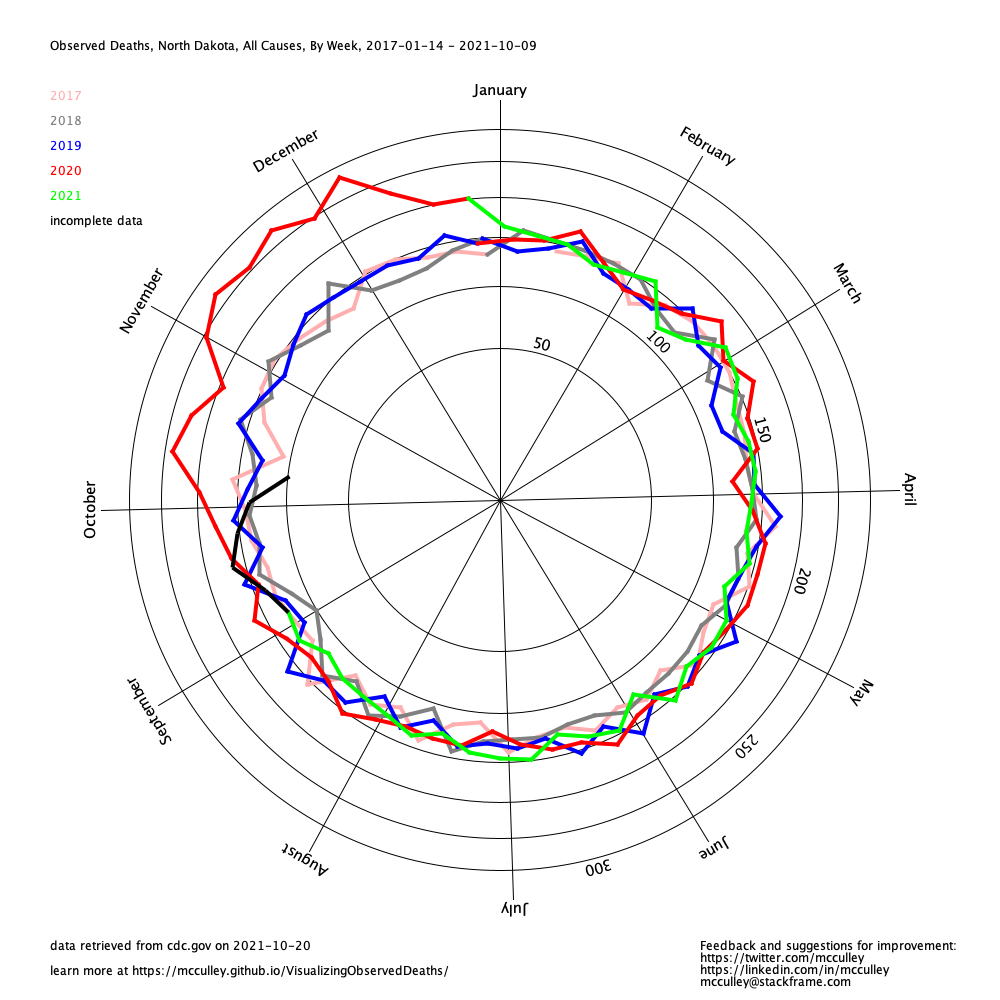 Observed Deaths, North Dakota, All Causes, By Week, 2017-01-14 - 2021-10-09
2017
2018
2019
2020
2021
incomplete data
January
February
March
April
May
June
July
August
September
October
November
December
50
100
150
200
250
300
data retrieved from cdc.gov on 2021-10-20
learn more at https://mcculley.github.io/VisualizingObservedDeaths/
Feedback and suggestions for improvement:
https://twitter.com/mcculley
https://linkedin.com/in/mcculley
mcculley@stackframe.com